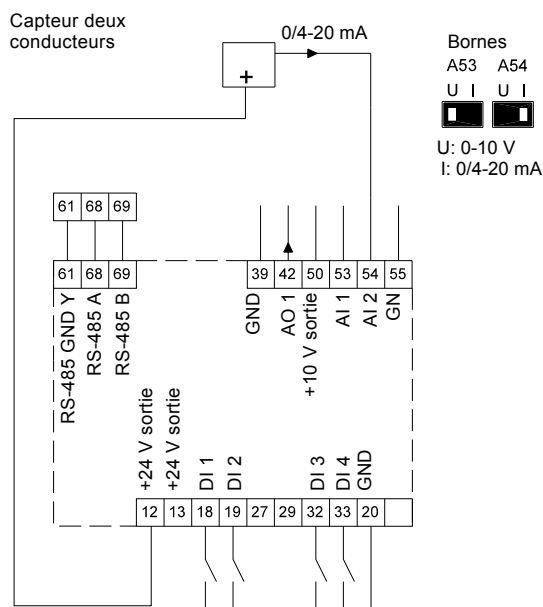 Capteur deux
conducteurs
0/4-20 mA
+
Bornes
A53 A54
U I U I
U: 0-10 V
I: 0/4-20 mA
61 68 69
61 68 69
39 42 50 53 54 55
RS-485 GND Y
RS-485 A
RS-485 B
GND
AO 1
+10 V sortie
AI 1
AI 2
GN
+24 V sortie
+24 V sortie
DI 1
DI 2
DI 3
DI 4
GND
12 13 18 19 27 29 32 33 20